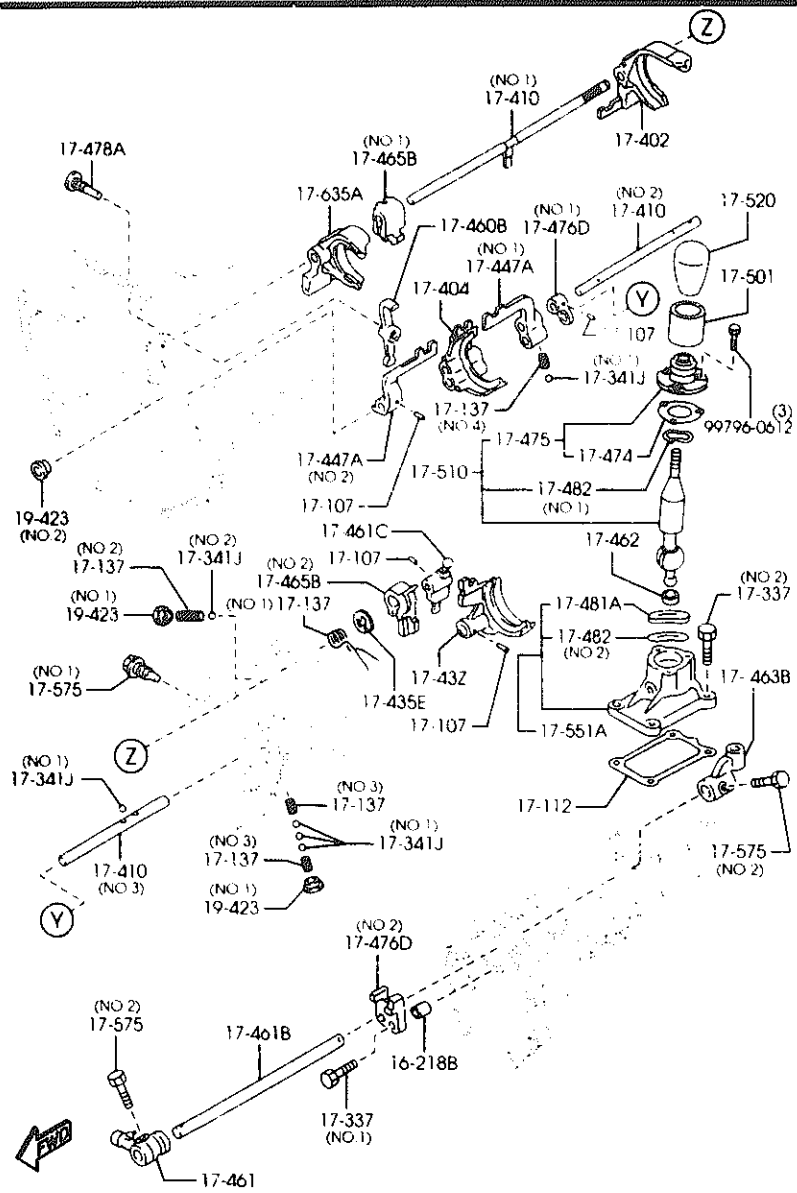 Z
(NO 1)
17-410
17-402
17-478A
(NO 1)
17-465B
17-635A
17-460B
(NO 1)
17-476D
(NO 2)
17-410
17-520
(NO 1)
17-447A
17-404
17-501
Y
17-107
(NO 1)
17-341J
17-137
(NO 4)
17-475
(3)
99796-0612
17-447A
(NO 2)
17-510
17-474
17-482
(NO 1)
17-107
19-423
(NO 2)
17-461C
17-107
17-462
(NO 2)
17-341J
(NO 2)
17-137
(NO 2)
17-465B
(NO 2)
17-337
(NO 1)
19-423
(NO 1) 17-137
17-481A
17-482
(NO 2)
(NO 1)
17-575
17-432
17-463B
17-435E
17-107
17-551A
Z
(NO 1)
17-341J
17-112
(NO 3)
17-137
(NO 1)
17-341J
(NO 3)
17-137
17-410
(NO 3)
17-575
(NO 2)
(NO 1)
19-423
Y
(NO 2)
17-476D
(NO 2)
17-575
17-461B
16-218B
17-337
(NO 1)
FWD
17-461